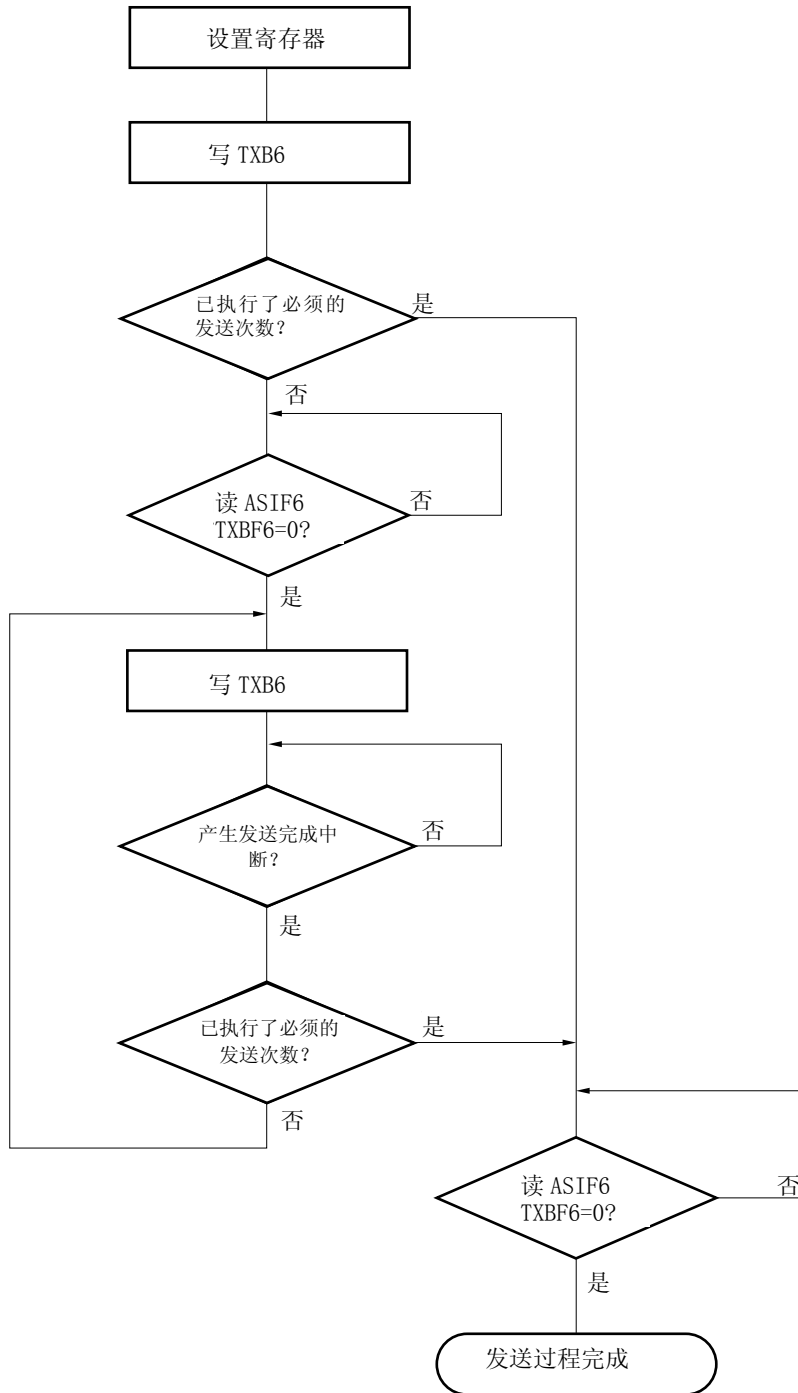 设置寄存器
写 TXB6
已执行了必须的
发送次数?
是
否
读 ASIF6
TXBF6=0?
否
是
写 TXB6
产生发送完成中
断?
否
是
已执行了必须的
发送次数?
是
否
读 ASIF6
TXBF6=0?
否
是
发送过程完成